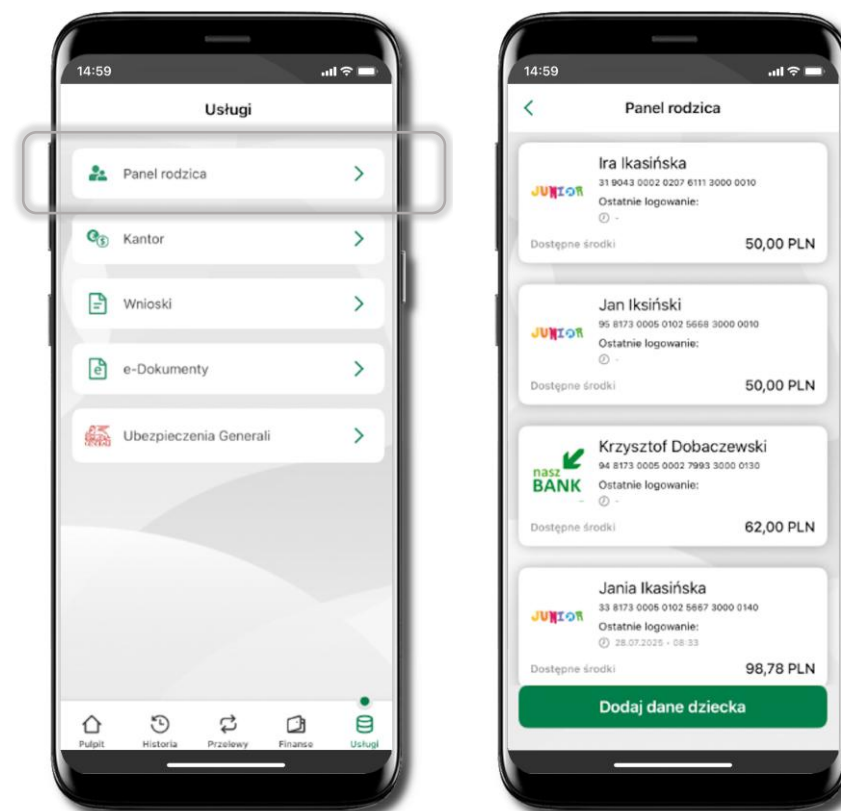 14:59
Usługi
Panel rodzica
Kantor
Wnioski
e-Dokumenty
Ubezpieczenia Generali
Pulpit
Historia
Przelewy
Finanse
Usługi
14:59
Panel rodzica
JUNIOR
Ira Ikasińska
31 9043 0002 0207 6111 3000 0010
Ostatnie logowanie:
-
Dostępne środki
50,00 PLN
JUNIOR
Jan Iksiński
95 8173 0005 0102 5668 3000 0010
Ostatnie logowanie:
-
Dostępne środki
50,00 PLN
nasz
BANK
Krzysztof Dobaczewski
94 8173 0005 0002 7993 3000 0130
Ostatnie logowanie:
-
-
Dostępne środki
62,00 PLN
JUNIOR
Jania Ikasińska
33 8173 0005 0102 5667 3000 0140
Ostatnie logowanie:
28.07.2025 - 08:33
Dostępne środki
98,78 PLN
Dodaj dane dziecka